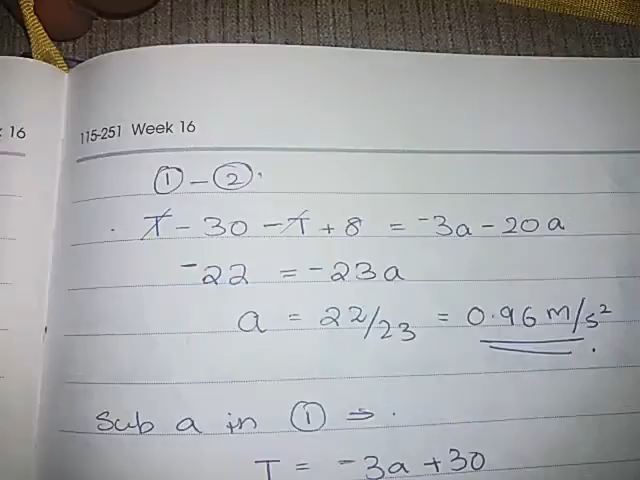 16
115-251 Week 16
① - ②.
T - 30 - T + 8 = -3a - 20a
-22 = -23a
a = 22/23 = 0.96 m/s²
Sub a in ① ⇒
T = -3a + 30